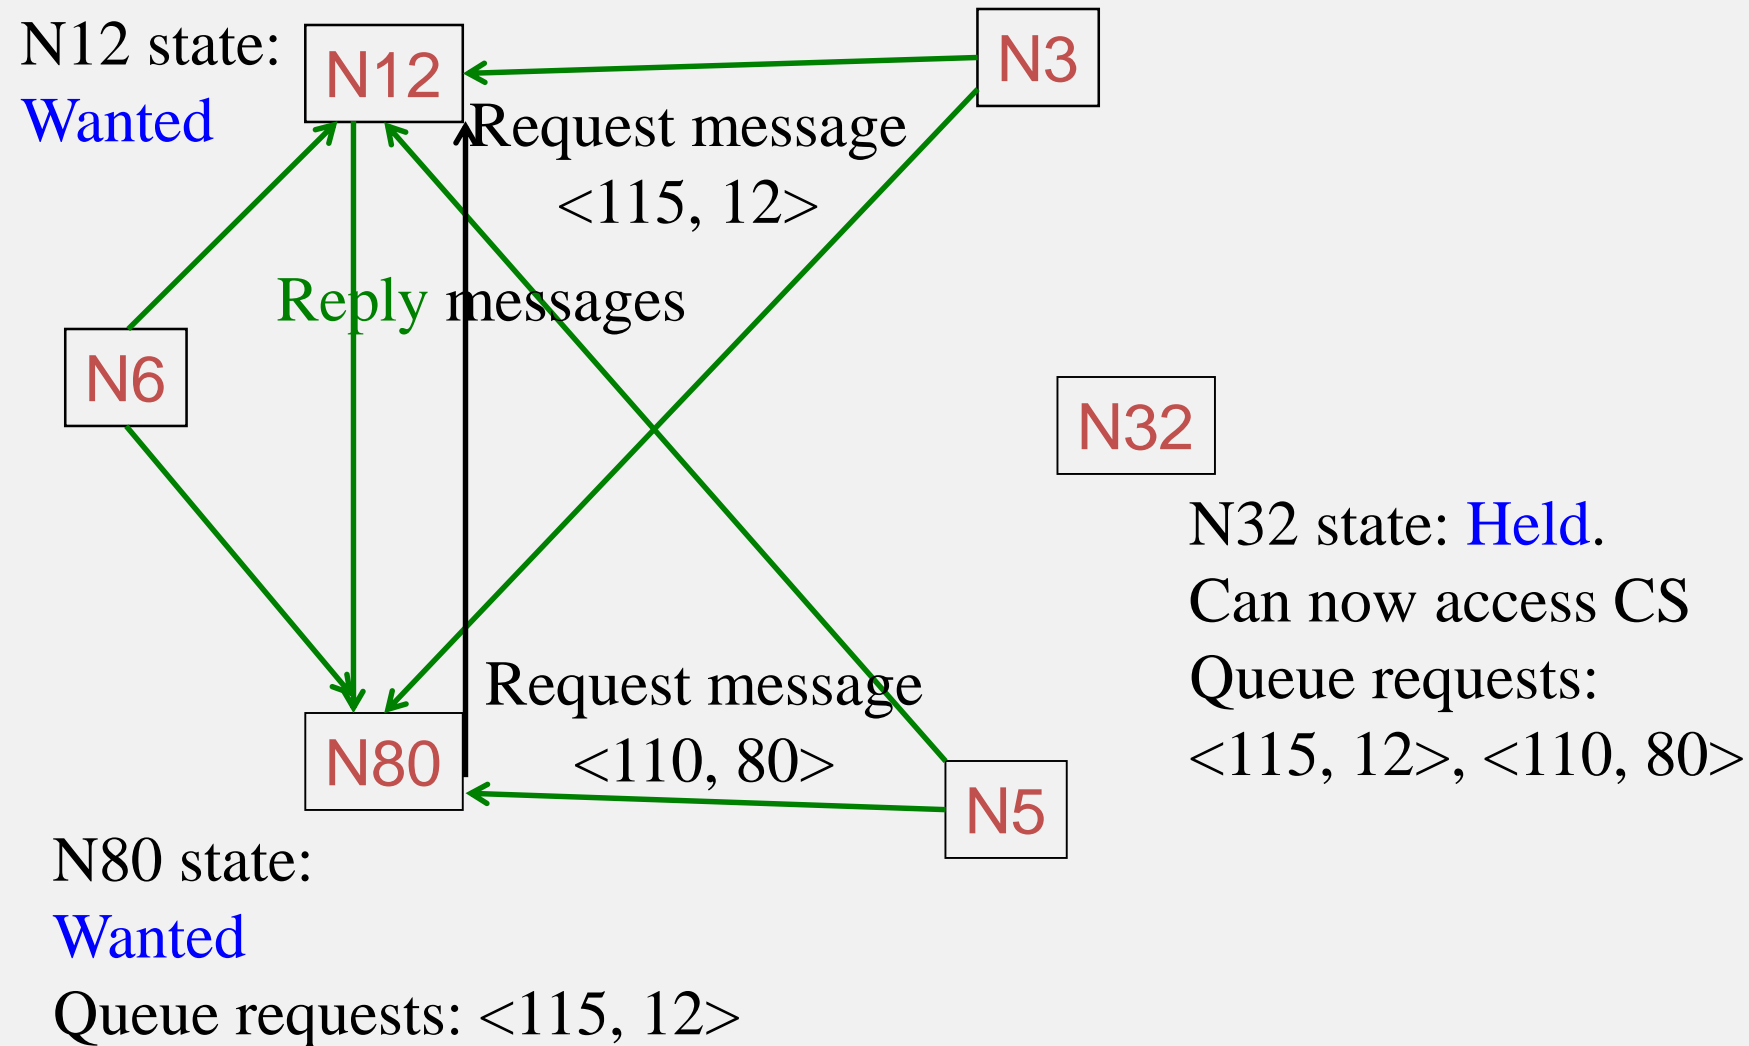 N12 state:
Wanted
N12
N3
Request message
<115, 12>
Reply messages
N6
N32
N32 state: Held.
Can now access CS
Queue requests:
<115, 12>, <110, 80>
Request message
<110, 80>
N80
N5
N80 state:
Wanted
Queue requests: <115, 12>